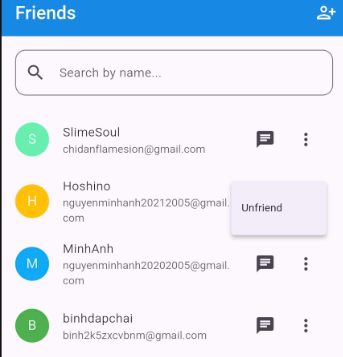 Friends
Search by name...
S
SlimeSoul
chidanflamesion@gmail.com
H
Hoshino
nguyenminhanh20212005@gmail.
com
Unfriend
M
MinhAnh
nguyenminhanh20202005@gmail.
com
B
binhdapchai
binh2k5zxcvbnm@gmail.com